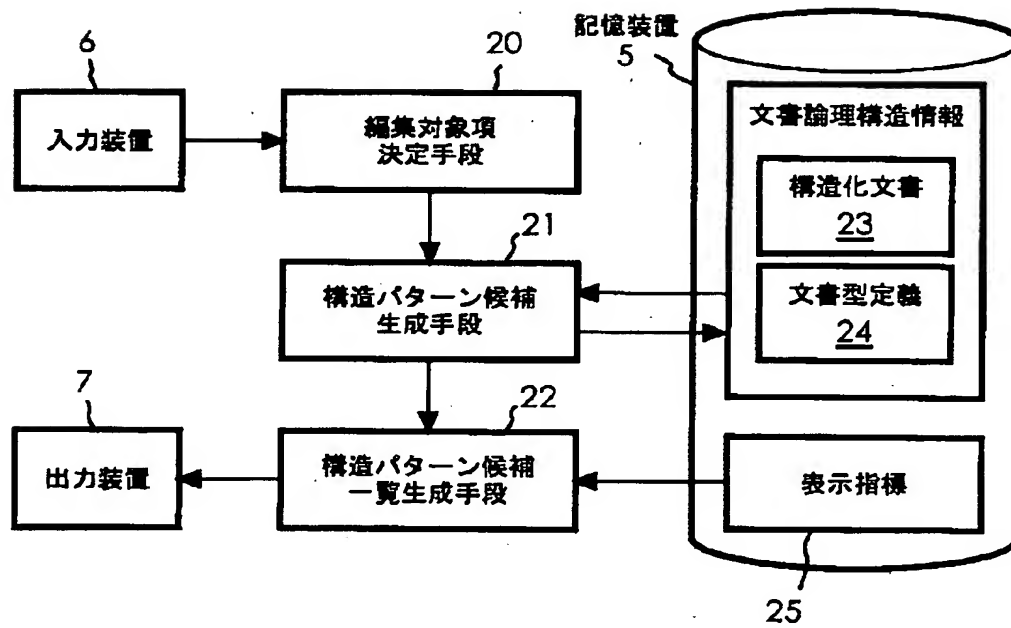 6
入力装置
20
編集対象項
決定手段
記憶装置
5
文書論理構造情報
構造化文書
23
文書型定義
24
21
構造パターン候補
生成手段
7
出力装置
22
構造パターン候補
一覧生成手段
表示指標
25